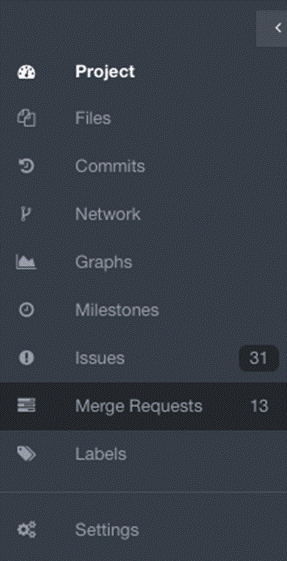 Project
Files
Commits
Network
Graphs
Milestones
Issues 31
Merge Requests 13
Labels
Settings